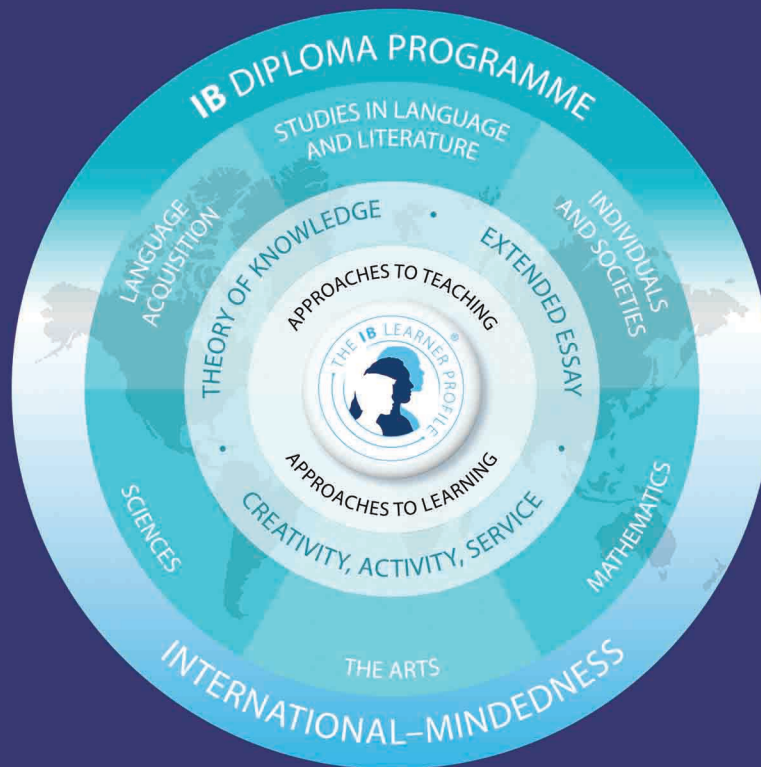 IB DIPLOMA PROGRAMME
STUDIES IN LANGUAGE
AND LITERATURE
LANGUAGE
ACQUISITION
INDIVIDUALS
AND SOCIETIES
THEORY OF KNOWLEDGE
•
EXTENDED ESSAY
APPROACHES TO TEACHING
THE IB LEARNER PROFILE®
APPROACHES TO LEARNING
•
CREATIVITY, ACTIVITY, SERVICE
•
SCIENCES
MATHEMATICS
THE ARTS
INTERNATIONAL–MINDEDNESS